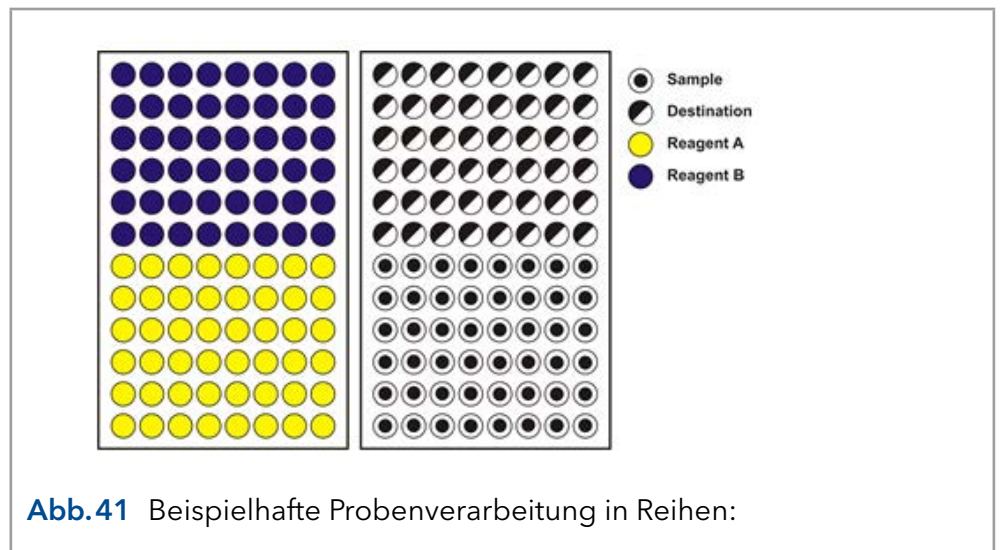 Sample
Destination
Reagent A
Reagent B
Abb.41 Beispielhafte Probenverarbeitung in Reihen: